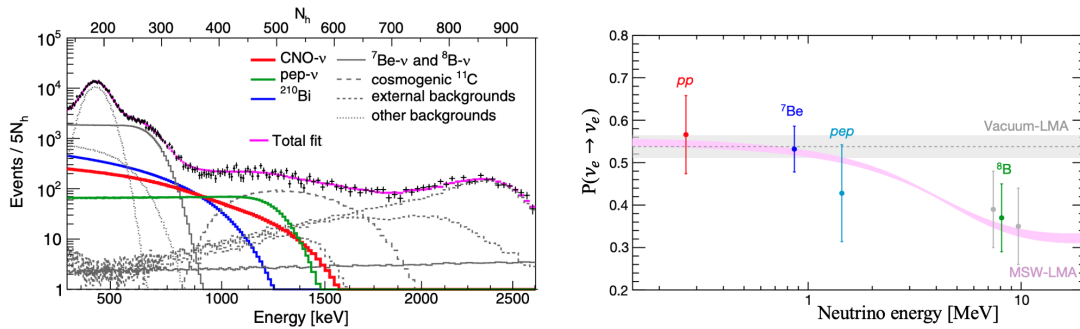 N_h
200 300 400 500 600 700 800 900
10^5
10^4
10^3
10^2
10
1
Events / 5N_h
CNO-ν
pep-ν
²¹⁰Bi
Total fit
⁷Be-ν and ⁸B-ν
cosmogenic ¹¹C
external backgrounds
other backgrounds
500 1000 1500 2000 2500
Energy [keV]
0.8
0.7
0.6
0.5
0.4
0.3
0.2
P(ν_e → ν_e)
pp
⁷Be
pep
Vacuum-LMA
⁸B
MSW-LMA
1 10
Neutrino energy [MeV]